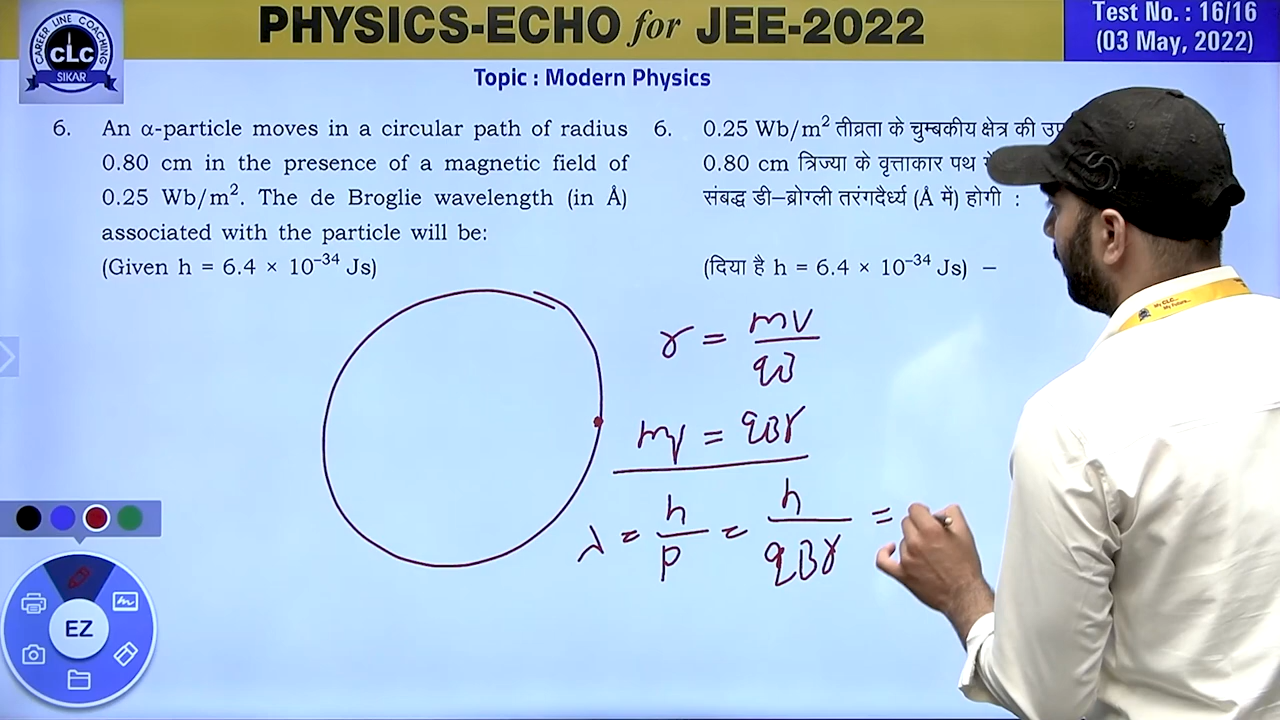 CAREER LINE COACHING
CLC
SIKAR
PHYSICS-ECHO for JEE-2022
Test No. : 16/16
(03 May, 2022)
Topic : Modern Physics
6. An α-particle moves in a circular path of radius
0.80 cm in the presence of a magnetic field of
0.25 Wb/m². The de Broglie wavelength (in Å)
associated with the particle will be:
(Given h = 6.4 × 10⁻³⁴ Js)
6. 0.25 Wb/m² तीव्रता के चुम्बकीय क्षेत्र की
0.80 cm त्रिज्या के वृत्ताकार पथ
संबद्ध डी–ब्रोग्ली तरंगदैर्ध्य (Å में) होगी :
(दिया है h = 6.4 × 10⁻³⁴ Js) –
r = mv/qB
mv = qBr
λ = h/p = h/qBr =
EZ
My CLC..
My Future..